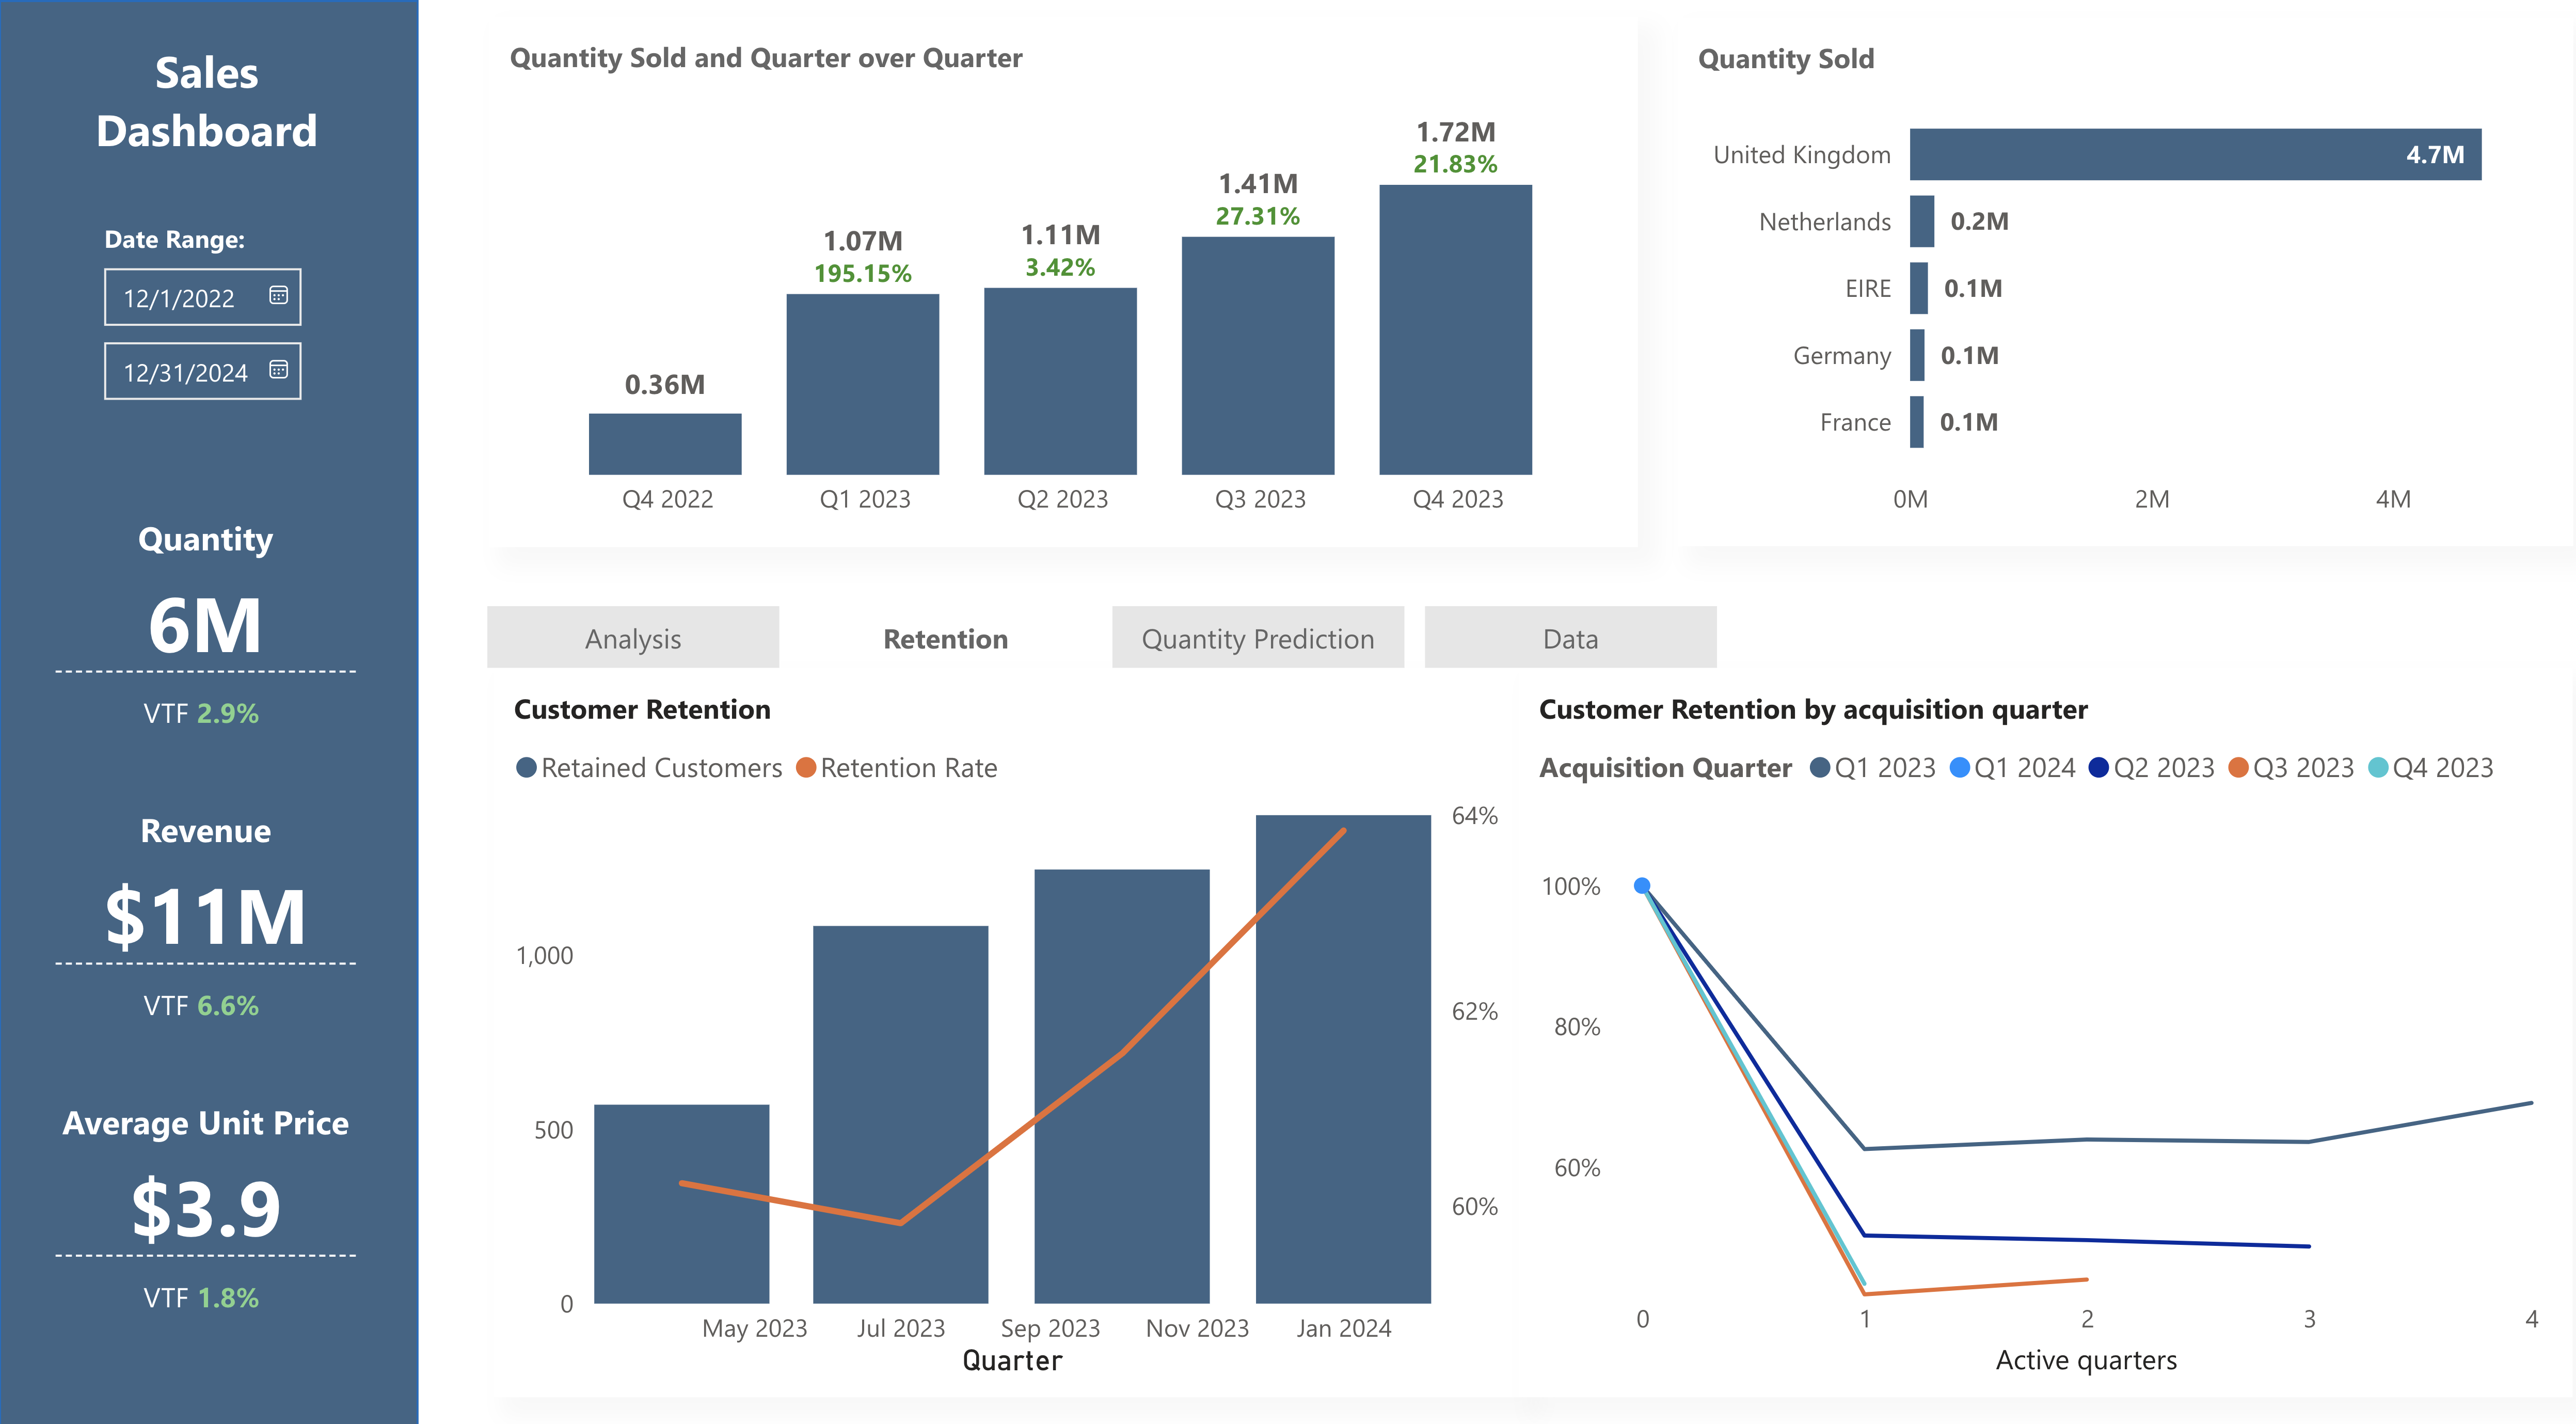 Sales
Dashboard
Date Range:
12/1/2022
12/31/2024
Quantity
6M
VTF 2.9%
Revenue
$11M
VTF 6.6%
Average Unit Price
$3.9
VTF 1.8%
Quantity Sold and Quarter over Quarter
0.36M
1.07M
195.15%
1.11M
3.42%
1.41M
27.31%
1.72M
21.83%
Q4 2022 Q1 2023 Q2 2023 Q3 2023 Q4 2023
Quantity Sold
United Kingdom 4.7M
Netherlands 0.2M
EIRE 0.1M
Germany 0.1M
France 0.1M
0M 2M 4M
Analysis Retention Quantity Prediction Data
Customer Retention
Retained Customers Retention Rate
1,000
500
0
64%
62%
60%
May 2023 Jul 2023 Sep 2023 Nov 2023 Jan 2024
Quarter
Customer Retention by acquisition quarter
Acquisition Quarter Q1 2023 Q1 2024 Q2 2023 Q3 2023 Q4 2023
100%
80%
60%
0 1 2 3 4
Active quarters